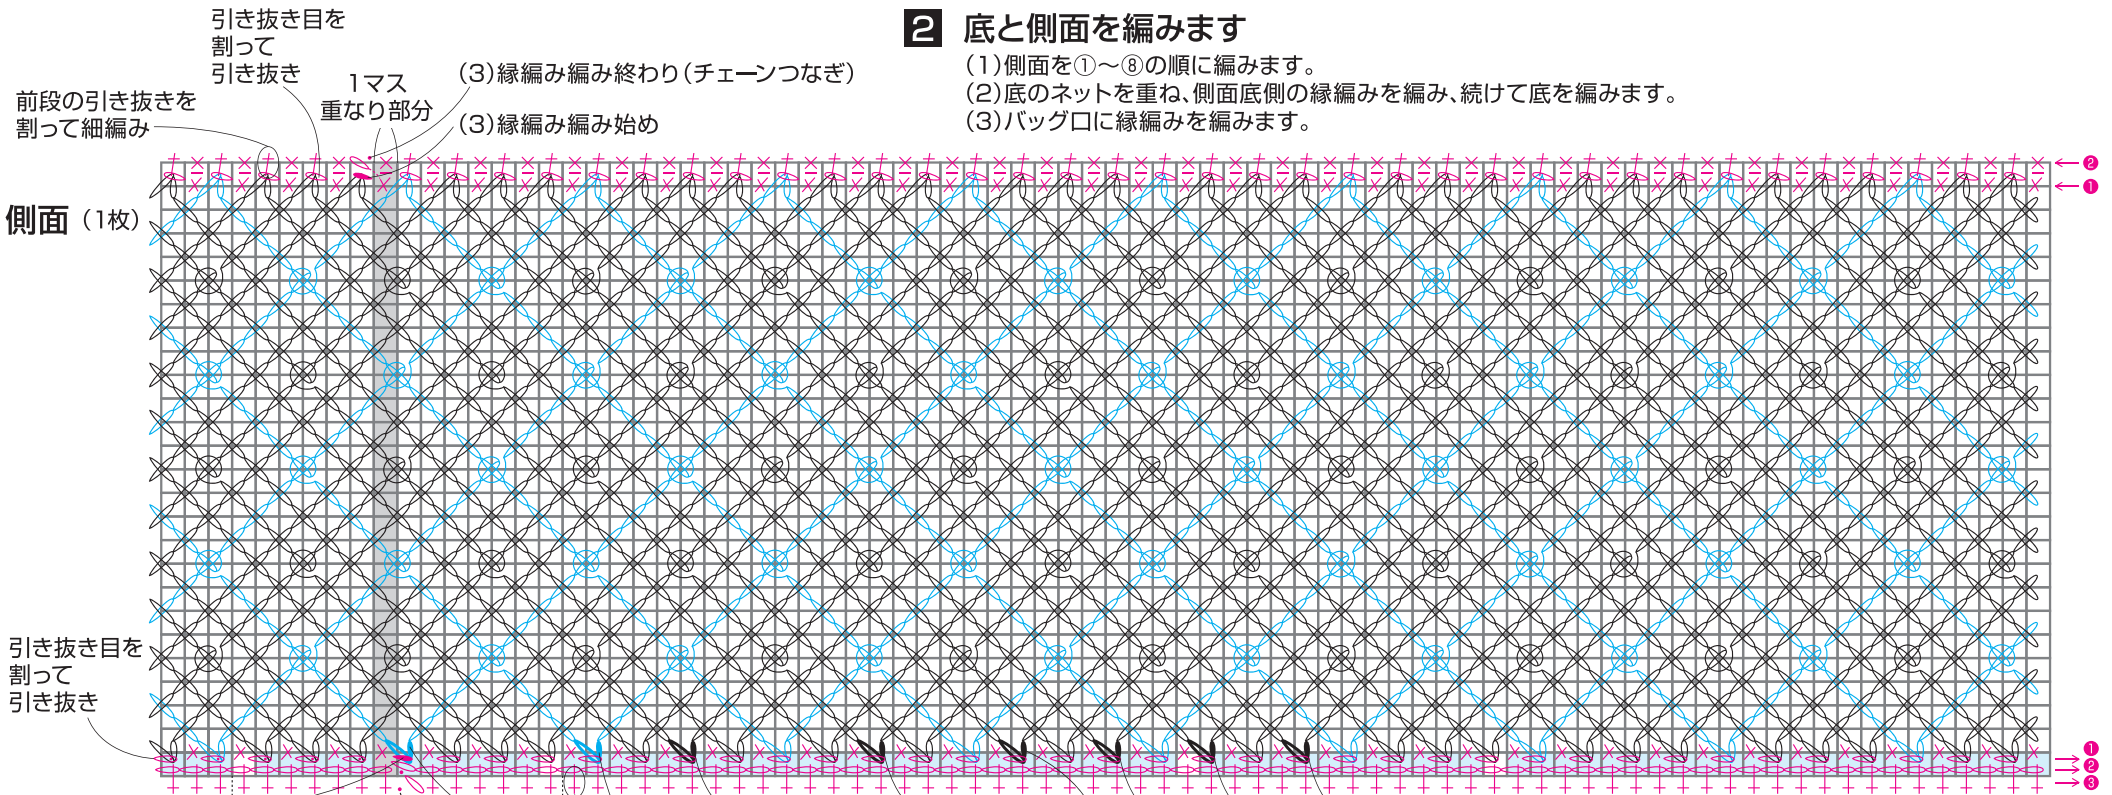 引き抜き目を
割って
引き抜き
前段の引き抜きを
割って細編み
1マス
重なり部分
(3)縁編み編み終わり(チェーンつなぎ)
(3)縁編み編み始め
2 底と側面を編みます
(1)側面を①〜⑧の順に編みます。
(2)底のネットを重ね、側面底側の縁編みを編み、続けて底を編みます。
(3)バッグ口に縁編みを編みます。
←❷
←❶
側面(1枚)
引き抜き目を
割って
引き抜き
→❶
→❷
→❸